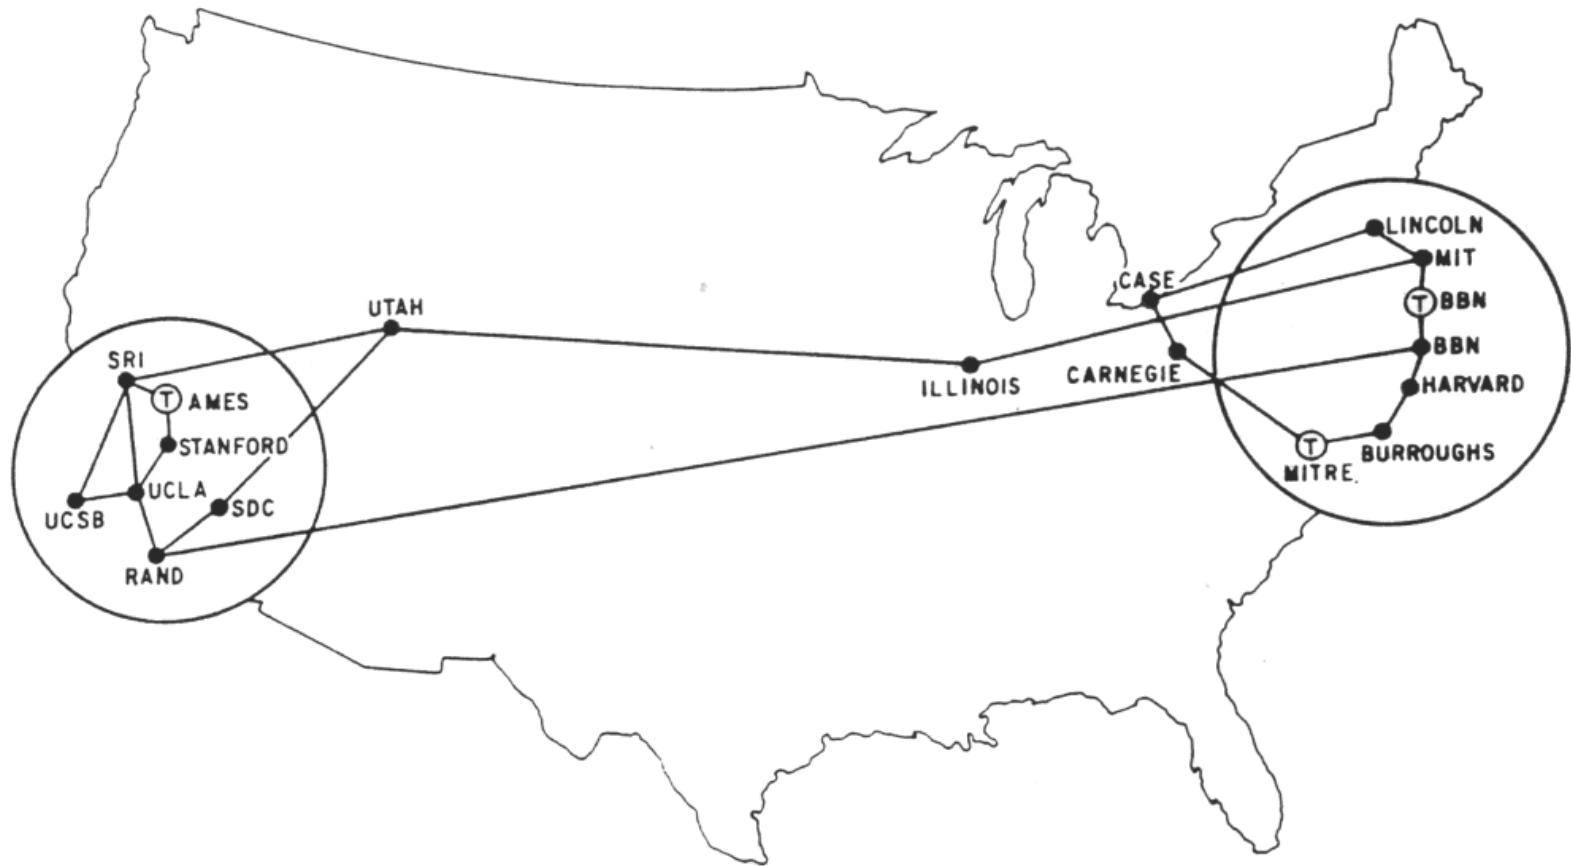 LINCOLN
MIT
CASE
T BBN
UTAH
BBN
SRI
ILLINOIS
CARNEGIE
HARVARD
T AMES
STANFORD
BURROUGHS
T
MITRE
UCLA
SDC
UCSB
RAND